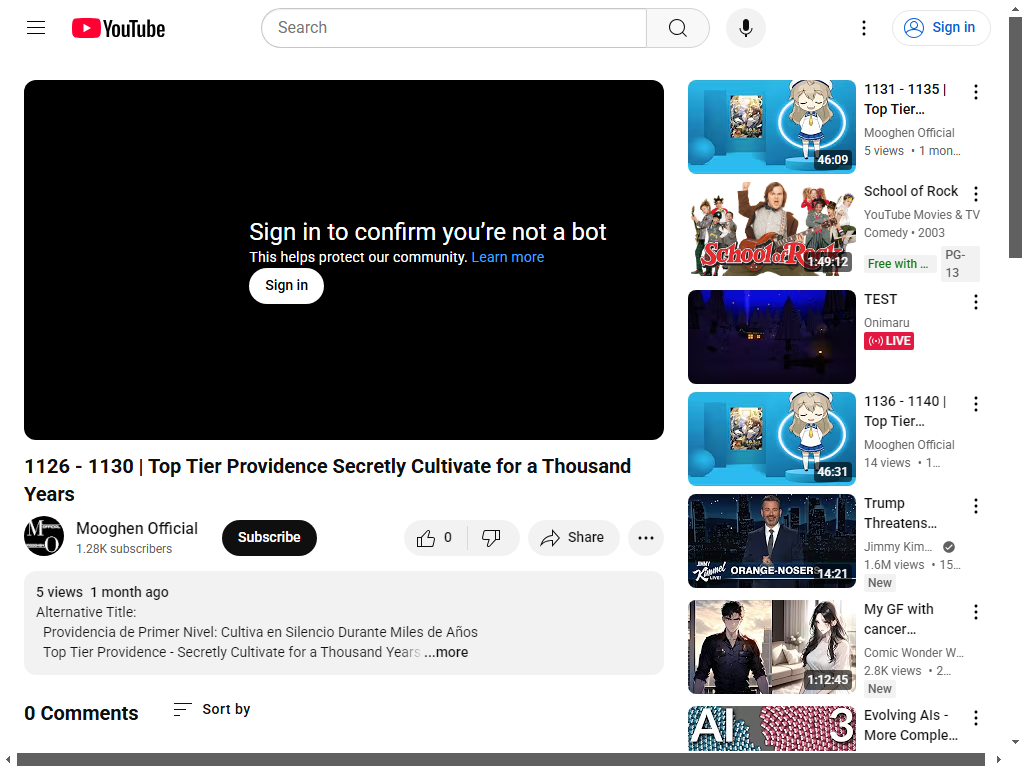 YouTube
Search
Sign in
Sign in to confirm you're not a bot
This helps protect our community. Learn more
Sign in
1126 - 1130 | Top Tier Providence Secretly Cultivate for a Thousand
Years
Mooghen Official
1.28K subscribers
Subscribe
0
Share
5 views 1 month ago
Alternative Title:
Providencia de Primer Nivel: Cultiva en Silencio Durante Miles de Años
Top Tier Providence - Secretly Cultivate for a Thousand Years ...more
0 Comments
Sort by
46:09
1131 - 1135 |
Top Tier…
Mooghen Official
5 views • 1 mon…
School of Rock
1:49:12
School of Rock
YouTube Movies & TV
Comedy • 2003
Free with …
PG-
13
TEST
Onimaru
LIVE
46:31
1136 - 1140 |
Top Tier…
Mooghen Official
14 views • 1…
Jimmy
Kimmel
LIVE!
ORANGE-NOSERS
14:21
Trump
Threatens…
Jimmy Kim…
1.6M views • 15…
New
1:12:45
My GF with
cancer…
Comic Wonder W…
2.8K views • 2…
New
AI 3
Evolving AIs -
More Comple…